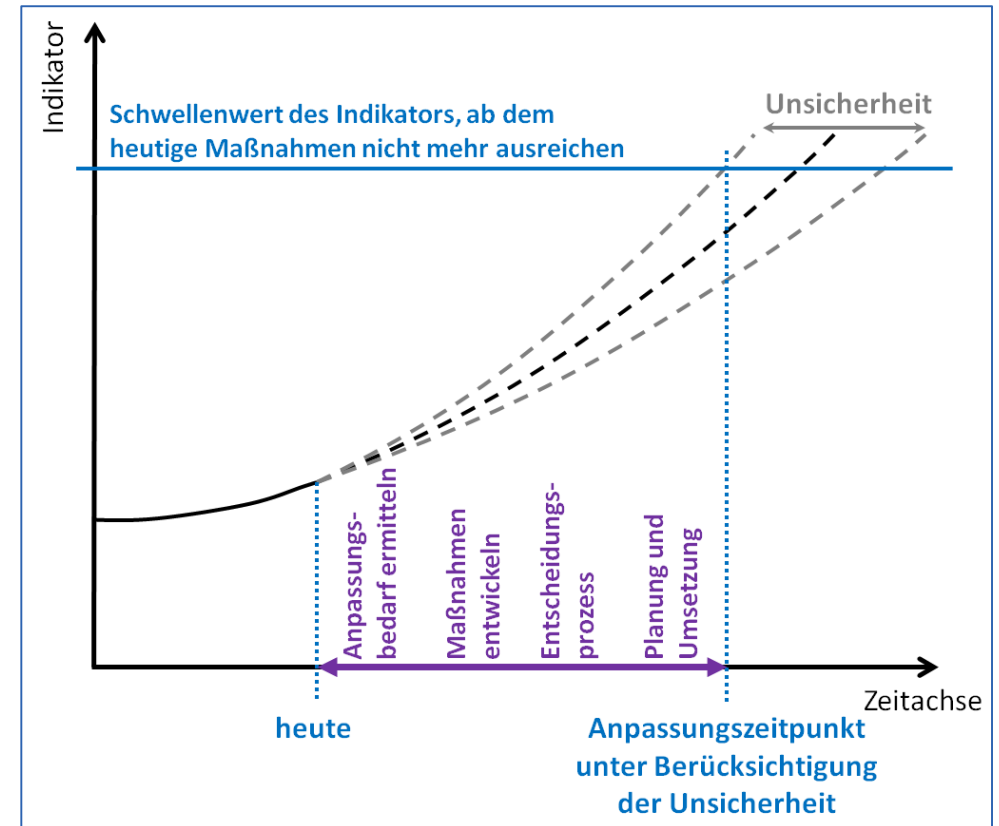 Indikator
Schwellenwert des Indikators, ab dem
heutige Maßnahmen nicht mehr ausreichen
Unsicherheit
Anpassungs-
bedarf ermitteln
Maßnahmen
entwickeln
Entscheidungs-
prozess
Planung und
Umsetzung
Zeitachse
heute
Anpassungszeitpunkt
unter Berücksichtigung
der Unsicherheit